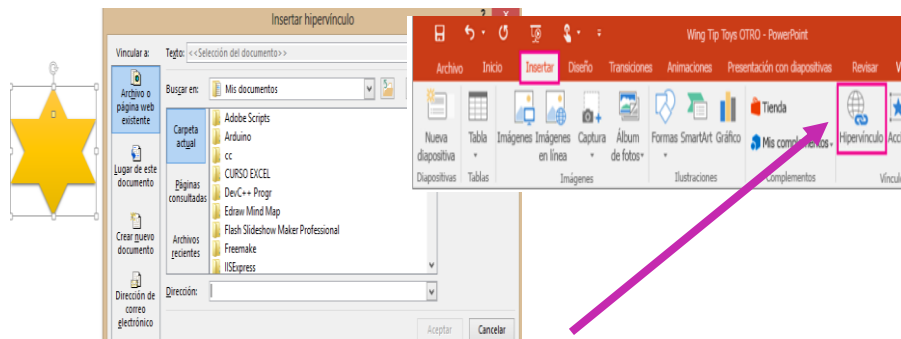 Insertar hipervínculo
?
Vincular a:
Texto: <<Selección del documento>>
Archivo o
página web
existente
Lugar de este
documento
Crear nuevo
documento
Dirección de
correo
electrónico
Buscar en:
Mis documentos
Carpeta
actual
Páginas
consultadas
Archivos
recientes
Adobe Scripts
Arduino
cc
CURSO EXCEL
DevC++ Progr
Edraw Mind Map
Flash Slideshow Maker Professional
Freemake
IISExpress
Dirección:
Aceptar
Cancelar
Wing Tip Toys OTRO - PowerPoint
Archivo
Inicio
Insertar
Diseño
Transiciones
Animaciones
Presentación con diapositivas
Revisar
V
Nueva
diapositiva
Tabla
Imágenes
Imágenes
en línea
Captura
Álbum
de fotos
Formas
SmartArt
Gráfico
Tienda
Mis complementos
Hipervínculo
Acci
Diapositivas
Tablas
Imágenes
Ilustraciones
Complementos
Víncul